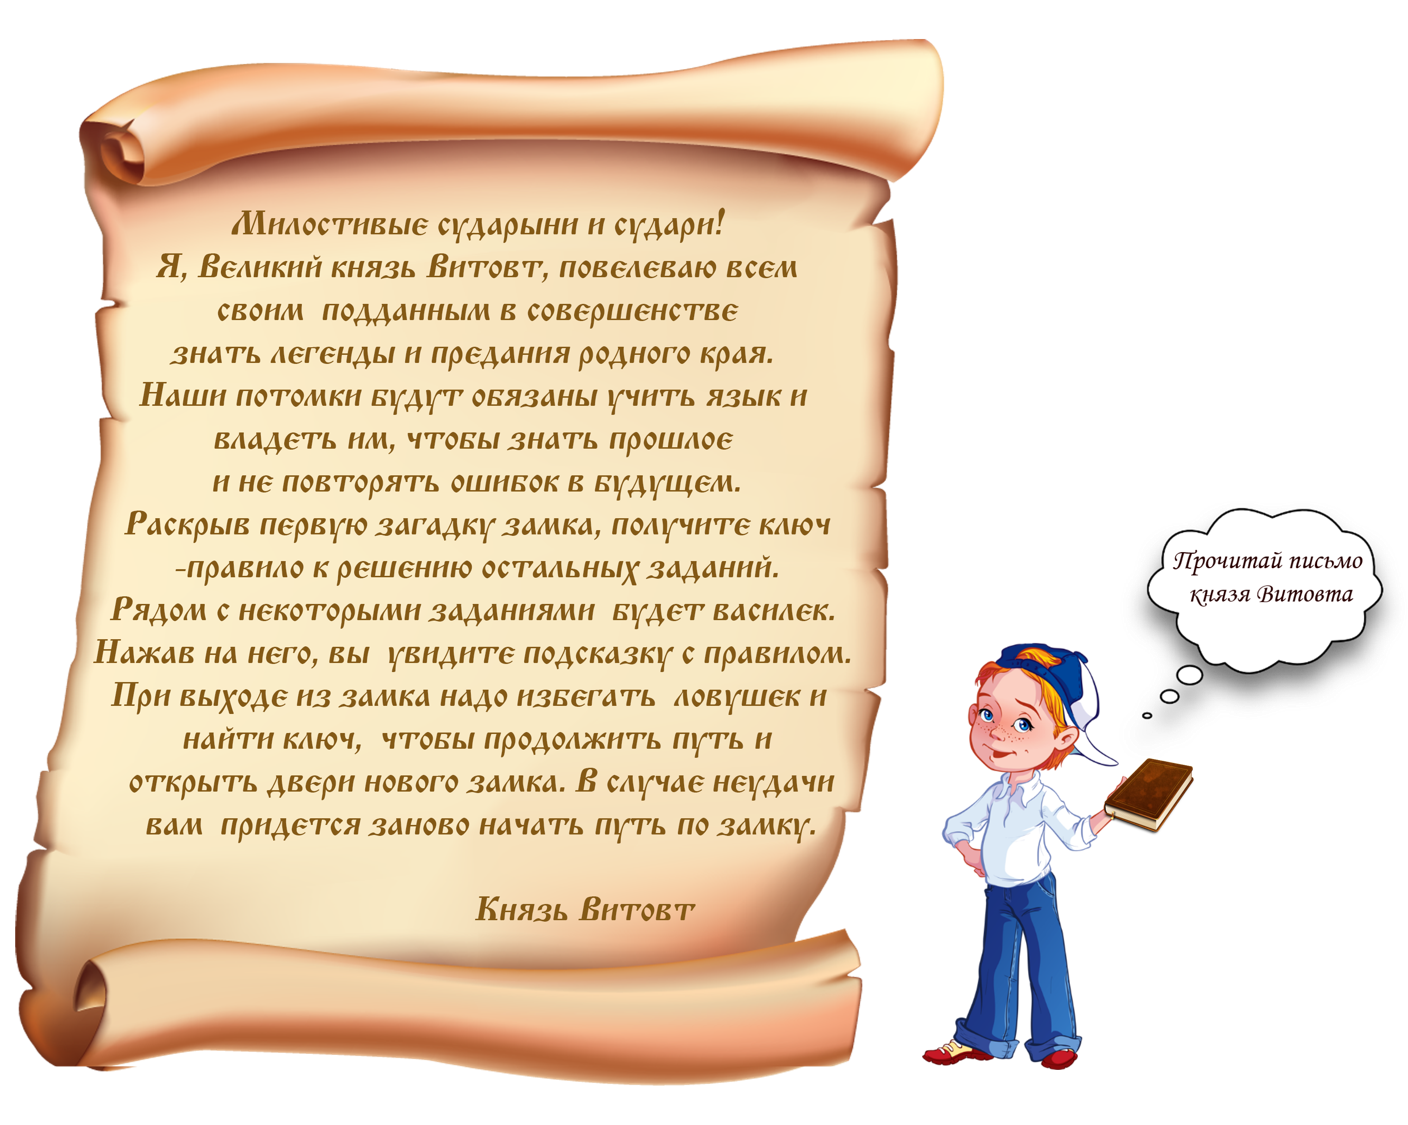 Милостивые сударыни и судари!
Я, Великий князь Витовт, повелеваю всем
своим подданным в совершенстве
знать легенды и предания родного края.
Наши потомки будут обязаны учить язык и
владеть им, чтобы знать прошлое
и не повторять ошибок в будущем.
Раскрыв первую загадку замка, получите ключ
-правило к решению остальных заданий.
Рядом с некоторыми заданиями будет василек.
Нажав на него, вы увидите подсказку с правилом.
При выходе из замка надо избегать ловушек и
найти ключ, чтобы продолжить путь и
открыть двери нового замка. В случае неудачи
вам придется заново начать путь по замку.
Князь Витовт
Прочитай письмо
князя Витовта